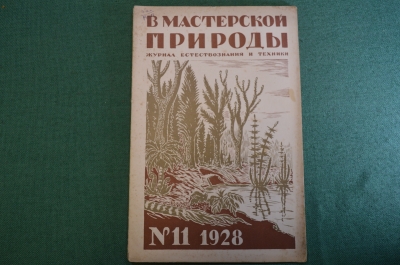 В МАСТЕРСКОЙ
ПРИРОДЫ
ЖУРНАЛ ЕСТЕСТВОЗНАНИЯ И ТЕХНИКИ
№11 1928